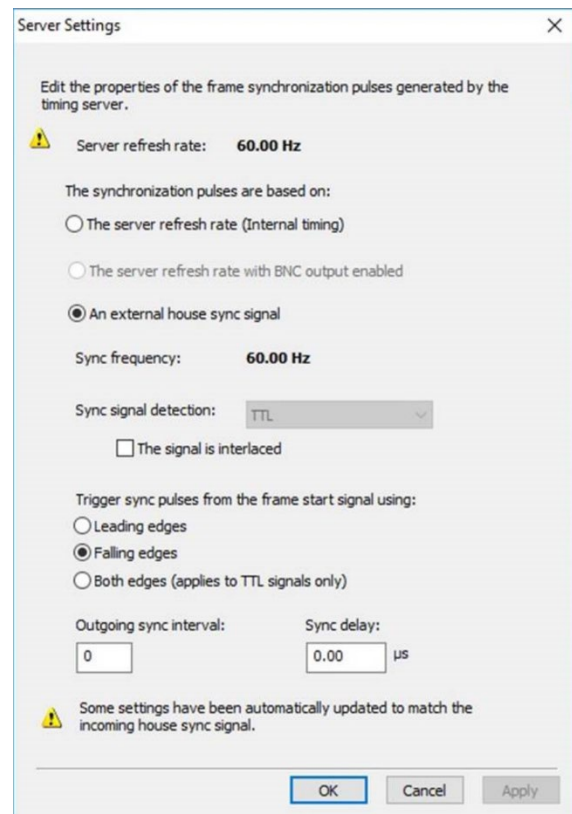 Server Settings
Edit the properties of the frame synchronization pulses generated by the
timing server.
Server refresh rate: 60.00 Hz
The synchronization pulses are based on:
The server refresh rate (Internal timing)
The server refresh rate with BNC output enabled
An external house sync signal
Sync frequency: 60.00 Hz
Sync signal detection: TTL
The signal is interlaced
Trigger sync pulses from the frame start signal using:
Leading edges
Falling edges
Both edges (applies to TTL signals only)
Outgoing sync interval: Sync delay:
0 0.00 µs
Some settings have been automatically updated to match the
incoming house sync signal.
OK Cancel Apply